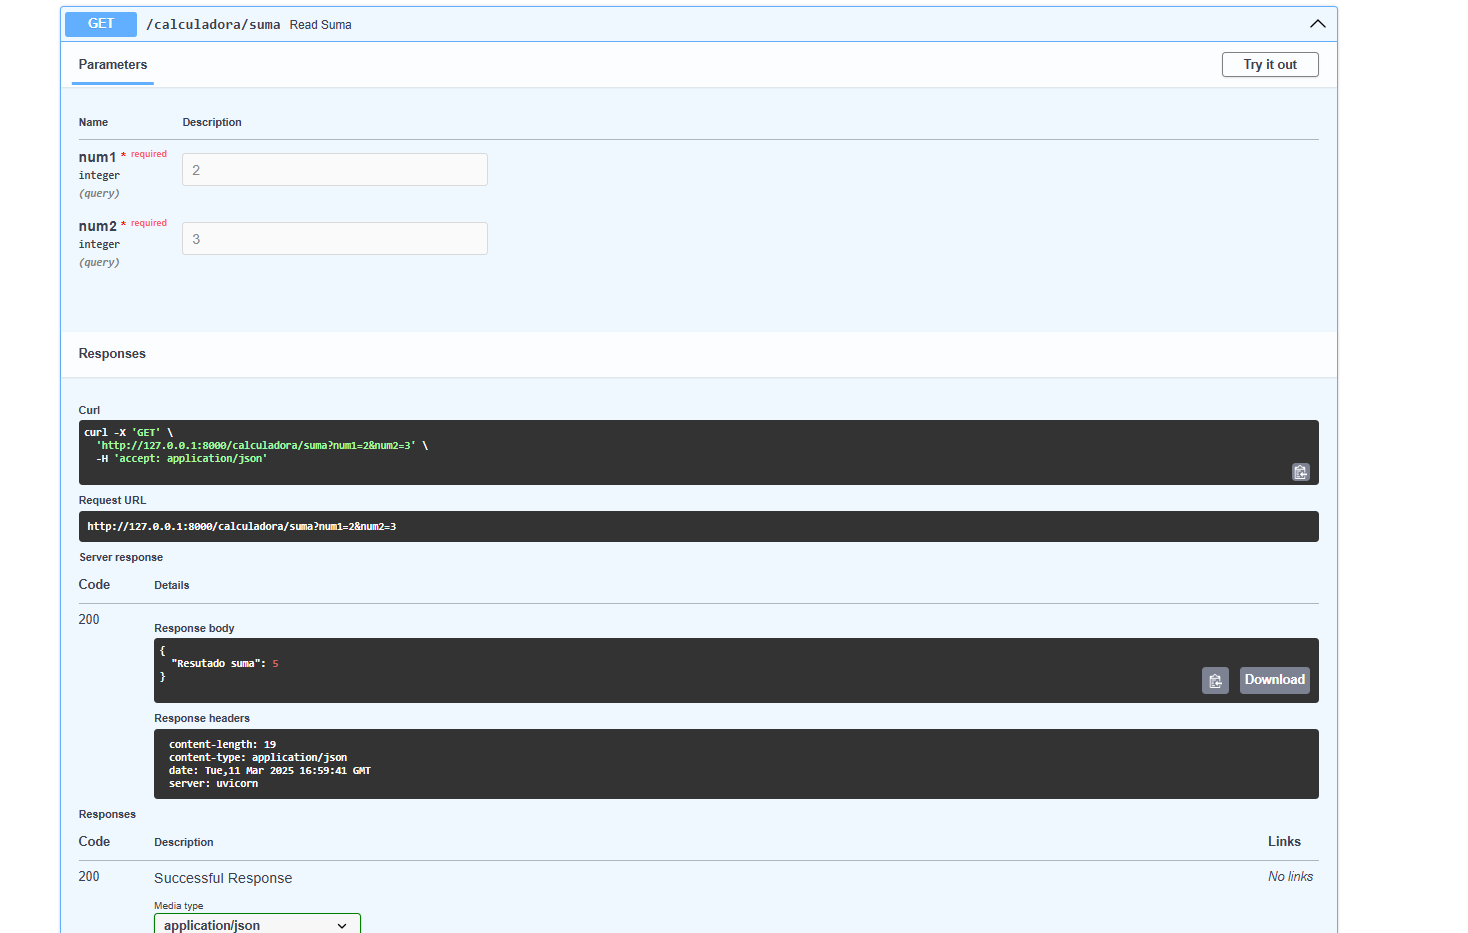 GET /calculadora/suma Read Suma
Parameters
Try it out
Name Description
num1 * required
integer
(query)
2
num2 * required
integer
(query)
3
Responses
Curl
curl -X 'GET' \
'http://127.0.0.1:8000/calculadora/suma?num1=2&num2=3' \
-H 'accept: application/json'
Request URL
http://127.0.0.1:8000/calculadora/suma?num1=2&num2=3
Server response
Code Details
200
Response body
{
"Resutado suma": 5
}
Download
Response headers
content-length: 19
content-type: application/json
date: Tue,11 Mar 2025 16:59:41 GMT
server: uvicorn
Responses
Code Description Links
200 Successful Response No links
Media type
application/json